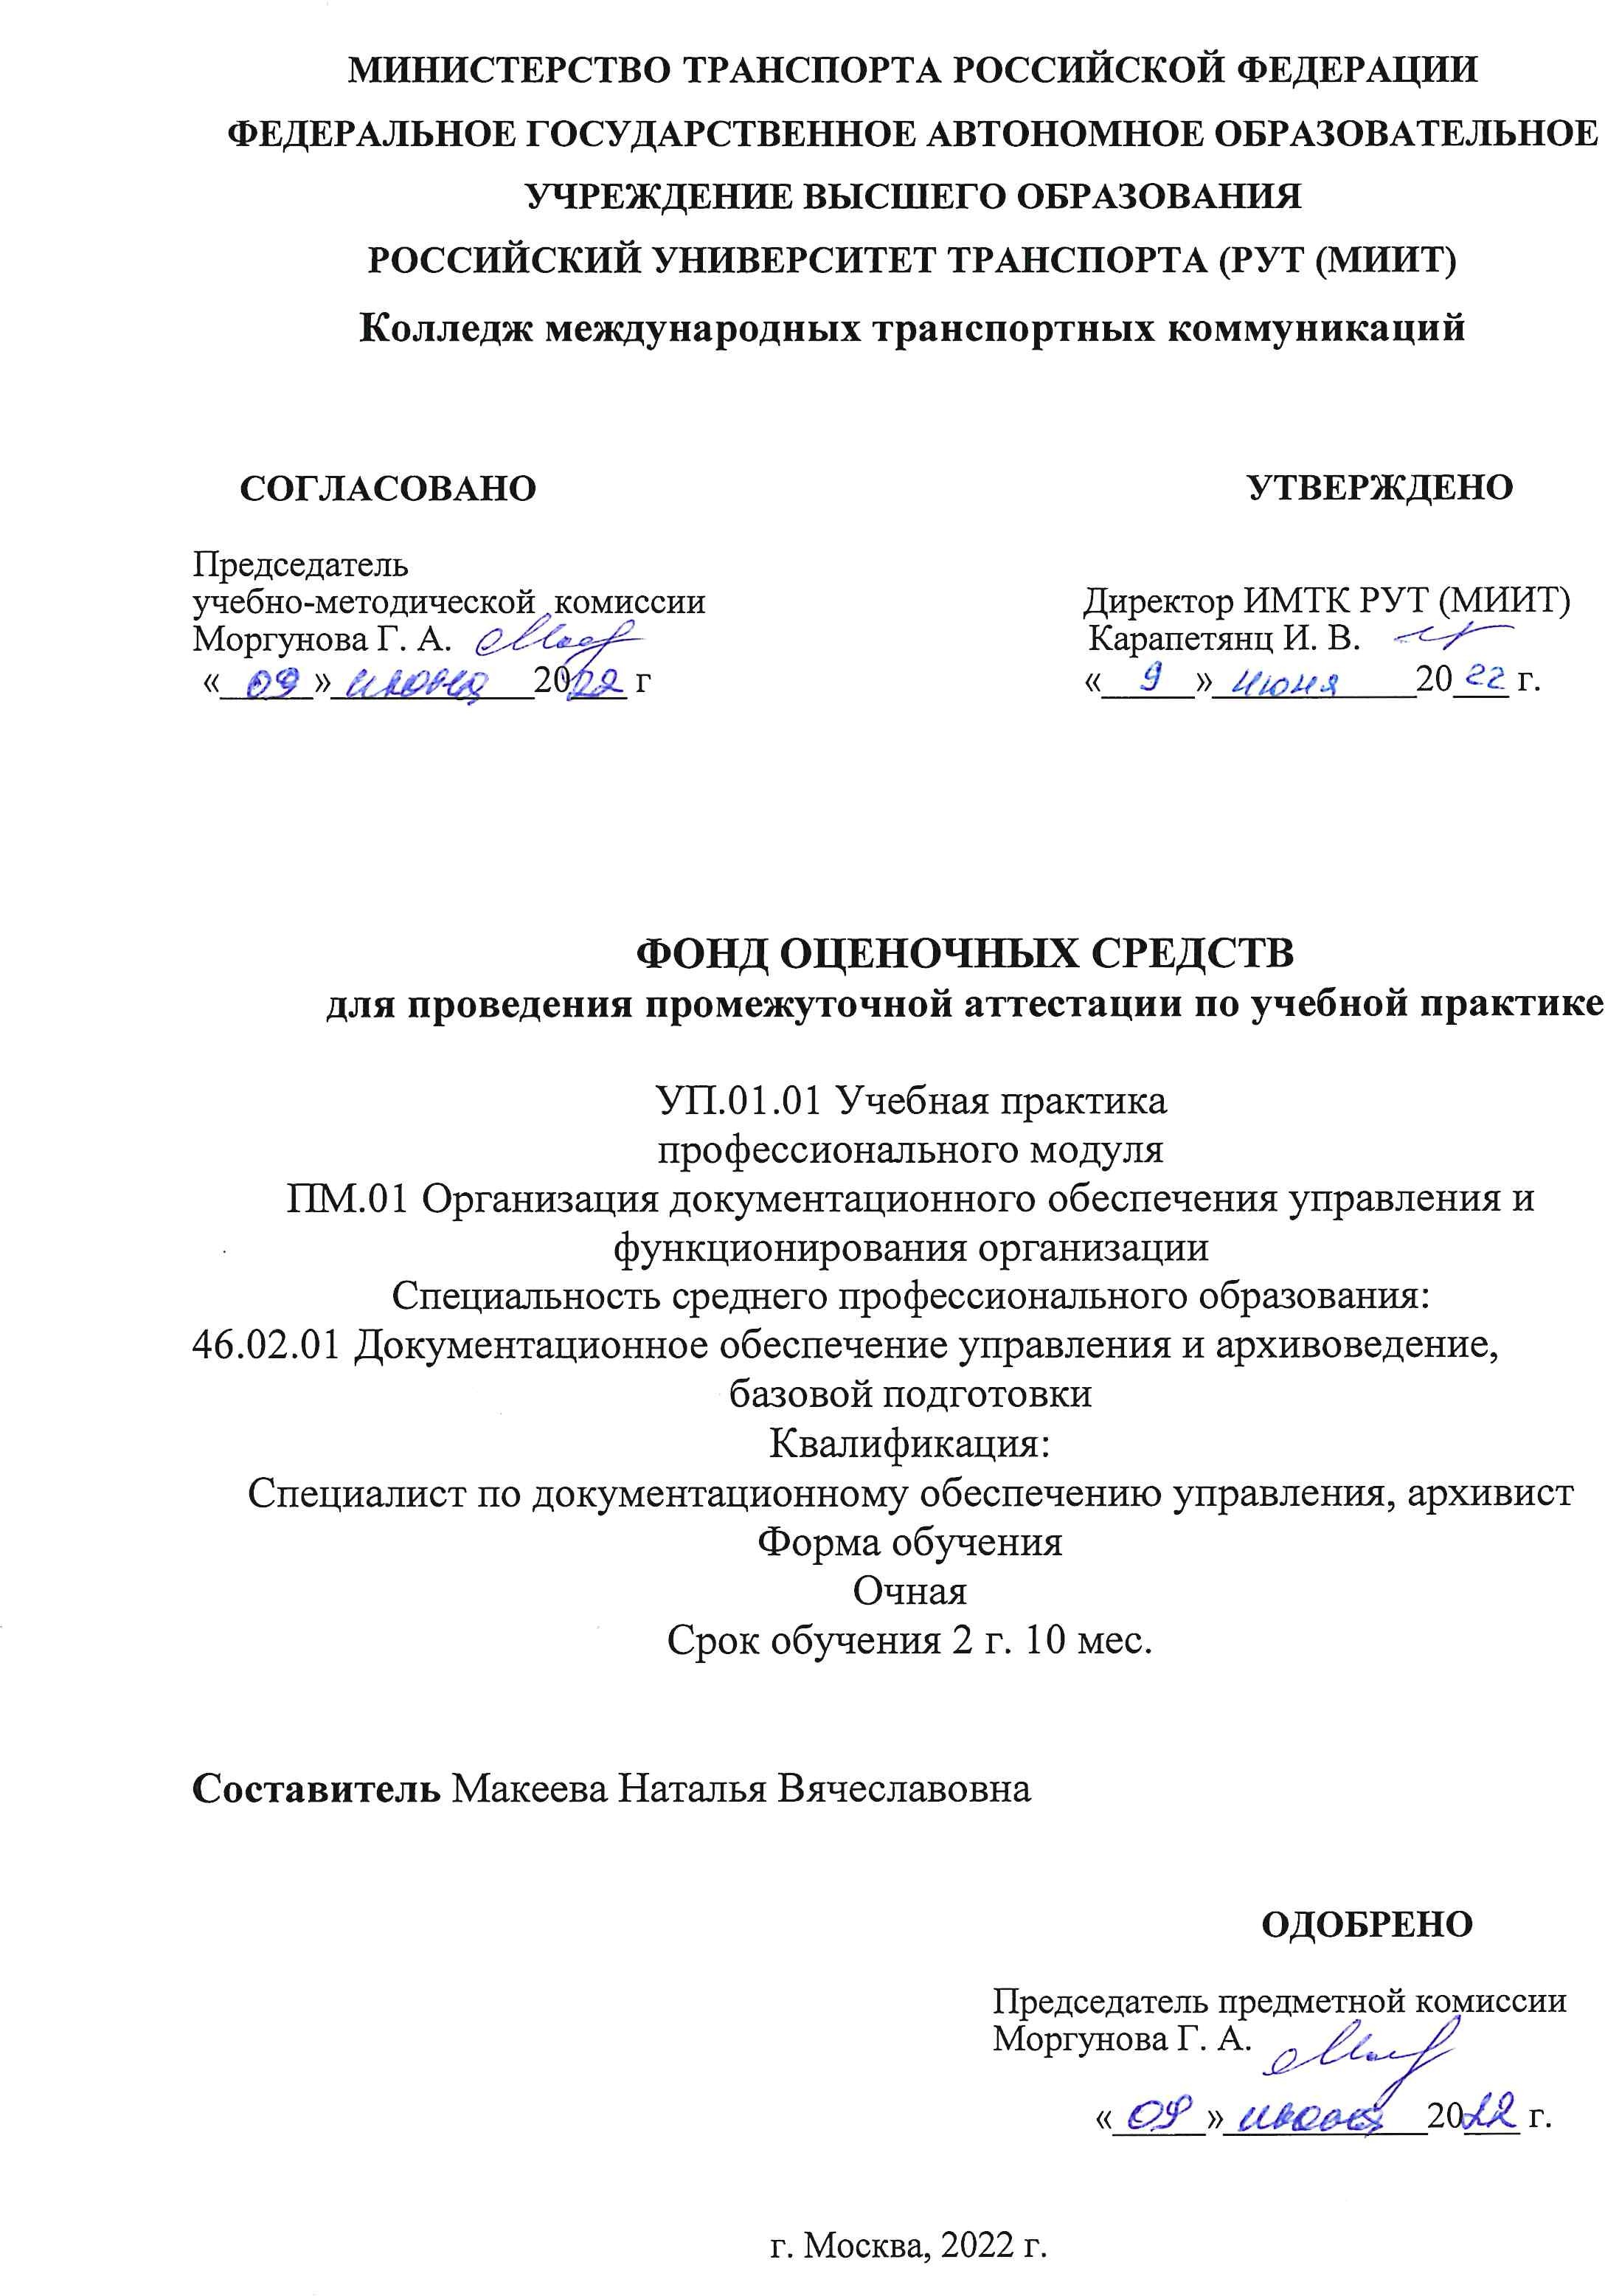 МИНИСТЕРСТВО ТРАНСПОРТА РОССИЙСКОЙ ФЕДЕРАЦИИ
ФЕДЕРАЛЬНОЕ ГОСУДАРСТВЕННОЕ АВТОНОМНОЕ ОБРАЗОВАТЕЛЬНОЕ
УЧРЕЖДЕНИЕ ВЫСШЕГО ОБРАЗОВАНИЯ
РОССИЙСКИЙ УНИВЕРСИТЕТ ТРАНСПОРТА (РУТ (МИИТ)
Колледж международных транспортных коммуникаций
СОГЛАСОВАНО
Председатель
учебно-методической комиссии
Моргунова Г. А.
«09» июня 2022 г
УТВЕРЖДЕНО
Директор ИМТК РУТ (МИИТ)
Карапетянц И. В.
«9» июня 2022 г.
ФОНД ОЦЕНОЧНЫХ СРЕДСТВ
для проведения промежуточной аттестации по учебной практике
УП.01.01 Учебная практика
профессионального модуля
ПМ.01 Организация документационного обеспечения управления и
функционирования организации
Специальность среднего профессионального образования:
46.02.01 Документационное обеспечение управления и архивоведение,
базовой подготовки
Квалификация:
Специалист по документационному обеспечению управления, архивист
Форма обучения
Очная
Срок обучения 2 г. 10 мес.
Составитель Макеева Наталья Вячеславовна
ОДОБРЕНО
Председатель предметной комиссии
Моргунова Г. А.
«09» июня 2022 г.
г. Москва, 2022 г.